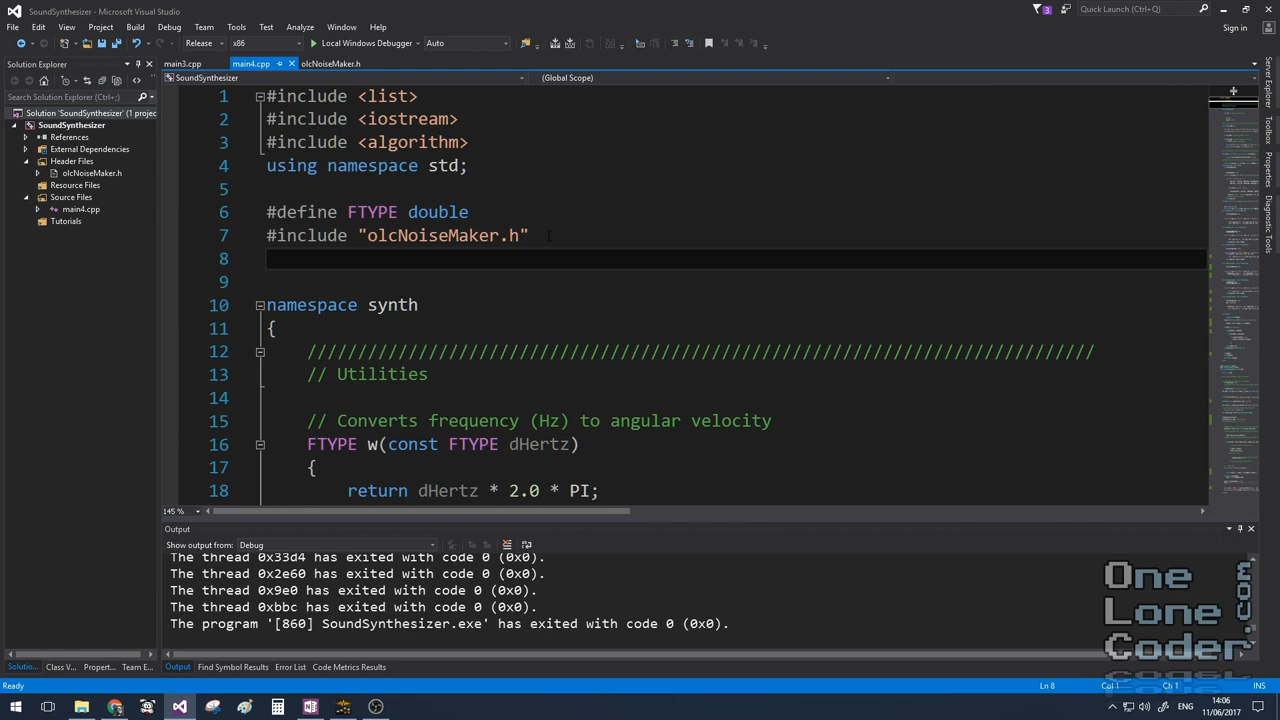 SoundSynthesizer - Microsoft Visual Studio
3
Quick Launch (Ctrl+Q)
File Edit View Project Build Debug Team Tools Test Analyze Window Help
Sign in
Release x86 Local Windows Debugger Auto
Solution Explorer
main3.cpp main4.cpp olcNoiseMaker.h
SoundSynthesizer (Global Scope)
Search Solution Explorer (Ctrl+;)
Solution 'SoundSynthesizer' (1 projec
SoundSynthesizer
References
External Dependencies
Header Files
olcNoiseMaker.h
Resource Files
Source Files
main4.cpp
Tutorials
1 #include <list>
2 #include <iostream>
3 #include <algorithm>
4 using namespace std;
5
6 #define FTYPE double
7 #include "olcNoiseMaker.h"
8
9
10 namespace synth
11 {
12 //////////////////////////////////////////////////////////////////////////////
13 // Utilities
14
15 // Converts frequency (Hz) to angular velocity
16 FTYPE w(const FTYPE dHertz)
17 {
18 return dHertz * 2.0 * PI;
145 %
Server Explorer
Toolbox
Properties
Diagnostic Tools
Output
Show output from: Debug
The thread 0x33d4 has exited with code 0 (0x0).
The thread 0x2e60 has exited with code 0 (0x0).
The thread 0x9e0 has exited with code 0 (0x0).
The thread 0xbbc has exited with code 0 (0x0).
The program '[860] SoundSynthesizer.exe' has exited with code 0 (0x0).
One
Lone
Coder
.com
Solutio... Class V... Propert... Team E...
Output Find Symbol Results Error List Code Metrics Results
Ready Ln 8 Col 1 Ch 1 INS
ENG
14:06
11/06/2017